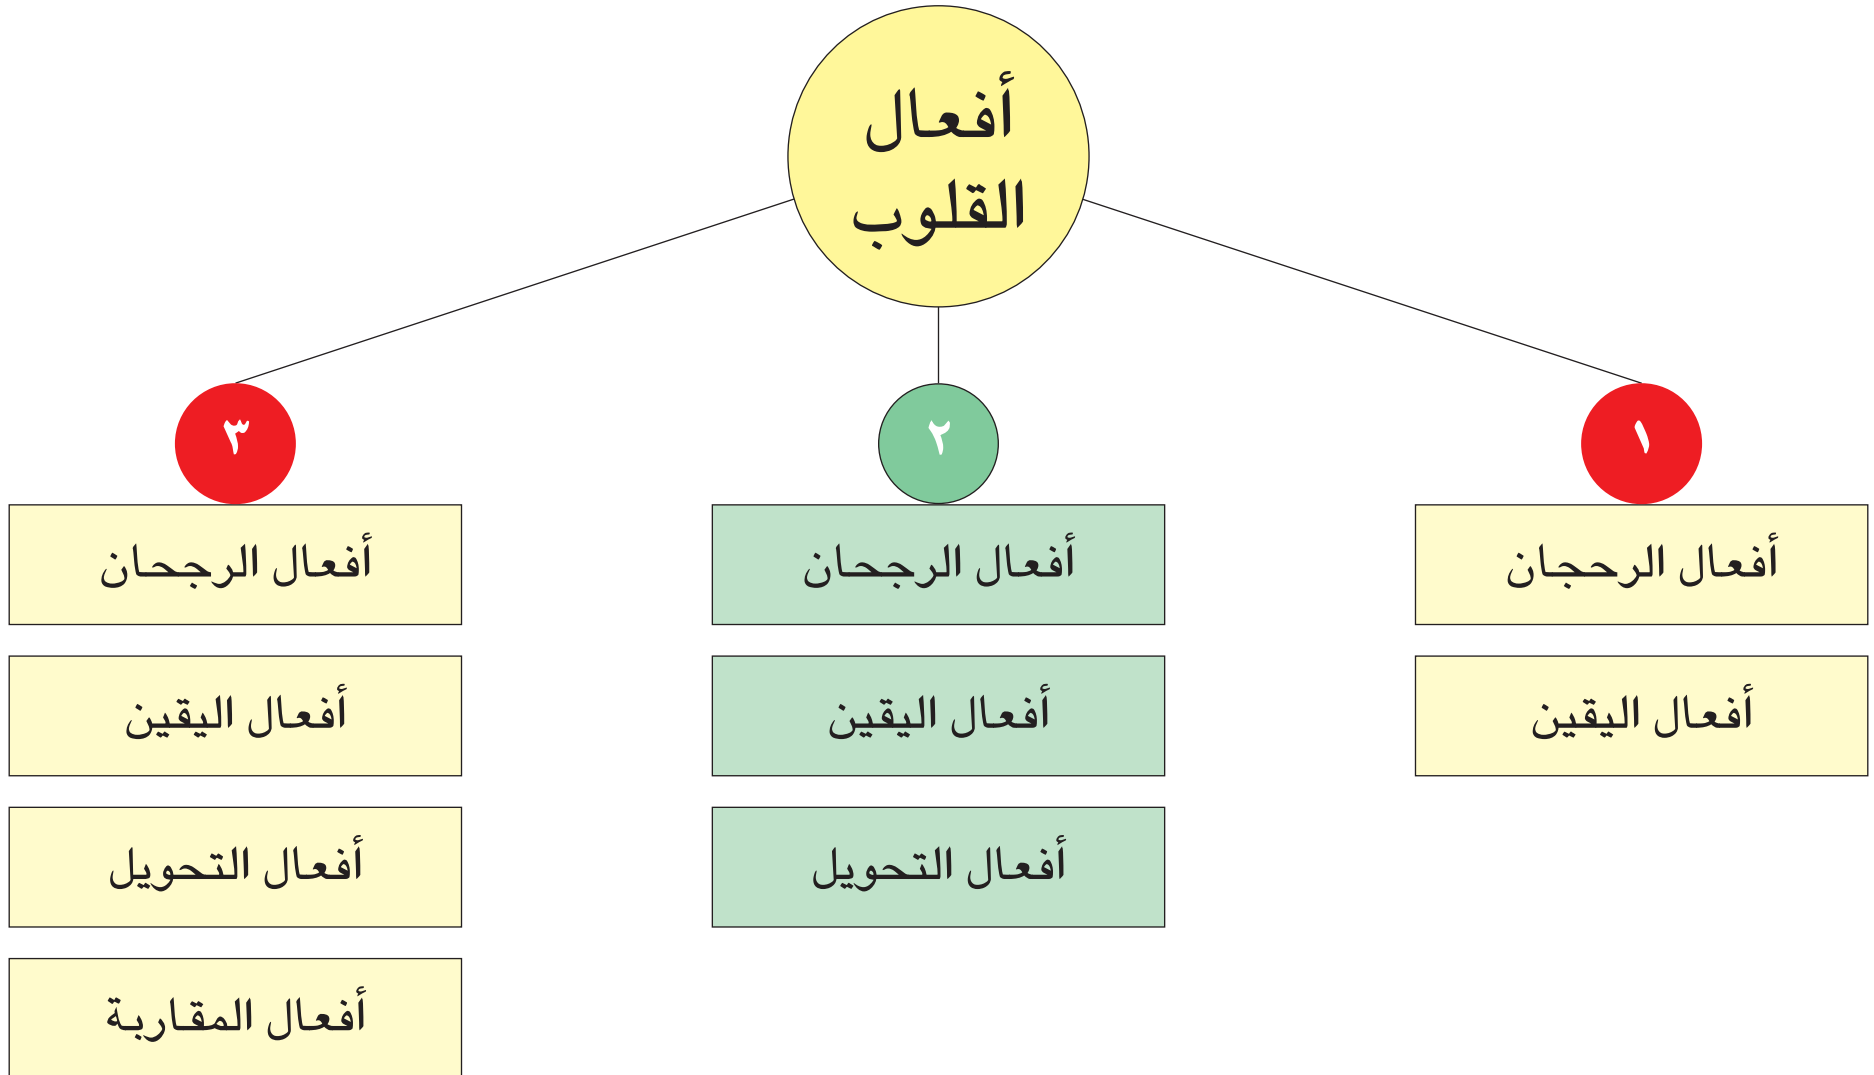 أفعال
القلوب
١
أفعال الرحجان
أفعال اليقين
٢
أفعال الرجحان
أفعال اليقين
أفعال التحويل
٣
أفعال الرجحان
أفعال اليقين
أفعال التحويل
أفعال المقاربة